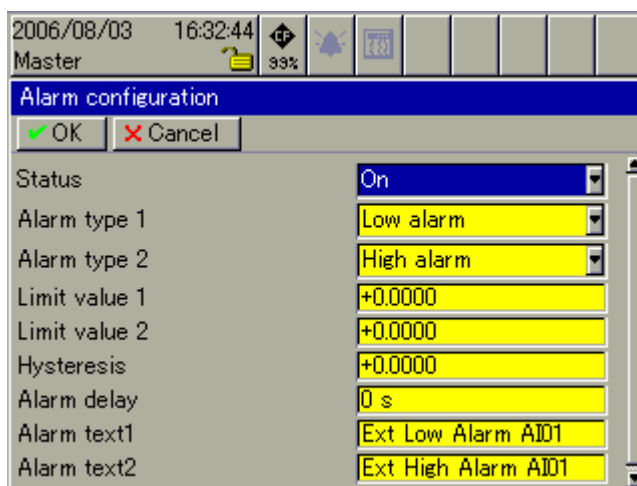 2006/08/03 16:32:44
Master
CF
99%
Alarm configuration
OK Cancel
Status On
Alarm type 1 Low alarm
Alarm type 2 High alarm
Limit value 1 +0.0000
Limit value 2 +0.0000
Hysteresis +0.0000
Alarm delay 0 s
Alarm text1 Ext Low Alarm AI01
Alarm text2 Ext High Alarm AI01